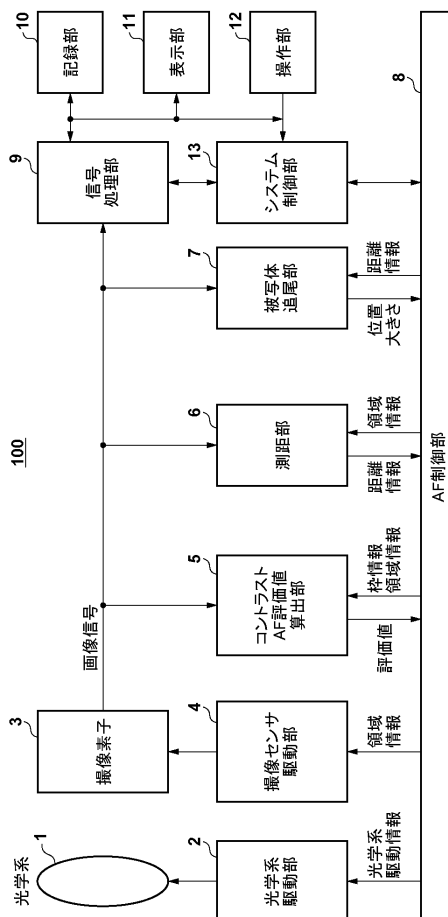 100
光学系
1
2
光学系
駆動部
光学系
駆動情報
3
撮像素子
画像信号
4
撮像センサ
駆動部
領域
情報
5
コントラスト
AF評価値
算出部
枠情報
領域情報
評価値
6
測距部
領域
情報
距離
情報
7
被写体
追尾部
距離
情報
位置
大きさ
9
信号
処理部
13
システム
制御部
10
記録部
11
表示部
12
操作部
8
AF制御部